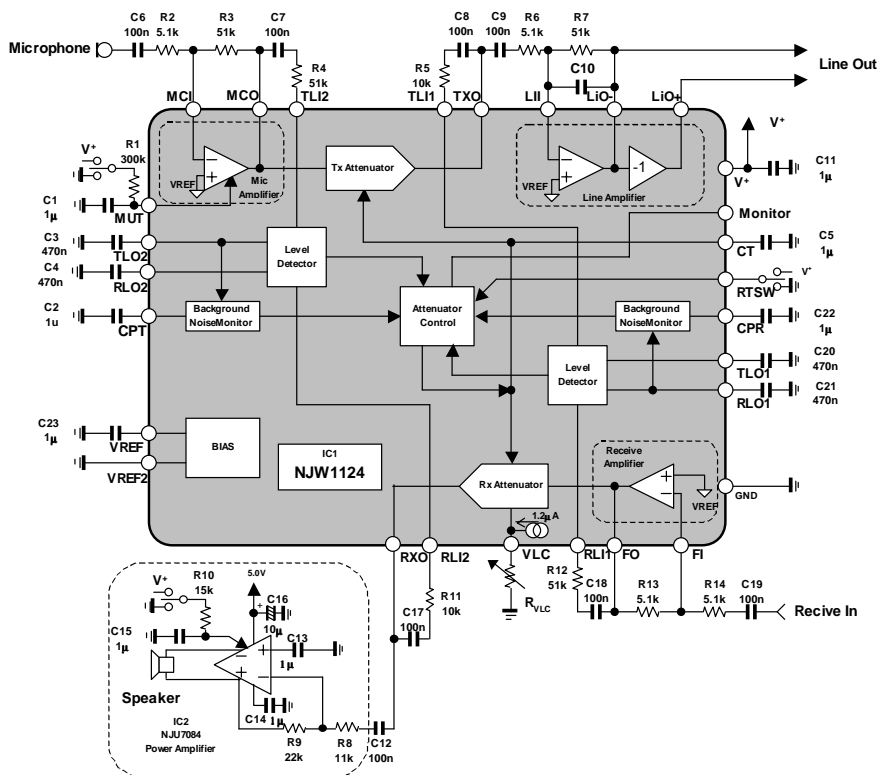 C6
100n
R2
5.1k
R3
51k
C7
100n
C8
100n
C9
100n
R6
5.1k
R7
51k
Microphone
R4
51k
R5
10k
C10
Line Out
MCI
MCO
TLI2
TLI1
TXO
LII
LiO-
LiO+
V+
R1
300k
V+
VREF
Mic
Amplifier
Tx Attenuator
VREF
-1
Line Amplifier
V+
C11
1μ
C1
1μ
MUT
Monitor
C3
470n
TLO2
Level
Detector
CT
C5
1μ
C4
470n
RLO2
V+
RTSW
C2
1u
CPT
Background
NoiseMonitor
Attenuator
Control
Background
NoiseMonitor
CPR
C22
1μ
Level
Detector
TLO1
C20
470n
RLO1
C21
470n
C23
1μ
VREF
BIAS
IC1
NJW1124
Receive
Amplifier
VREF2
Rx Attenuator
VREF
GND
1.2μA
RXO
RLI2
VLC
RLI1
FO
FI
R10
15k
V+
5.0V
C16
10μ
+
C15
1μ
C13
1μ
C17
100n
R11
10k
RVLC
R12
51k
C18
100n
R13
5.1k
R14
5.1k
C19
100n
Recive In
Speaker
C14
1μ
IC2
NJU7084
Power Amplifier
R9
22k
R8
11k
C12
100n